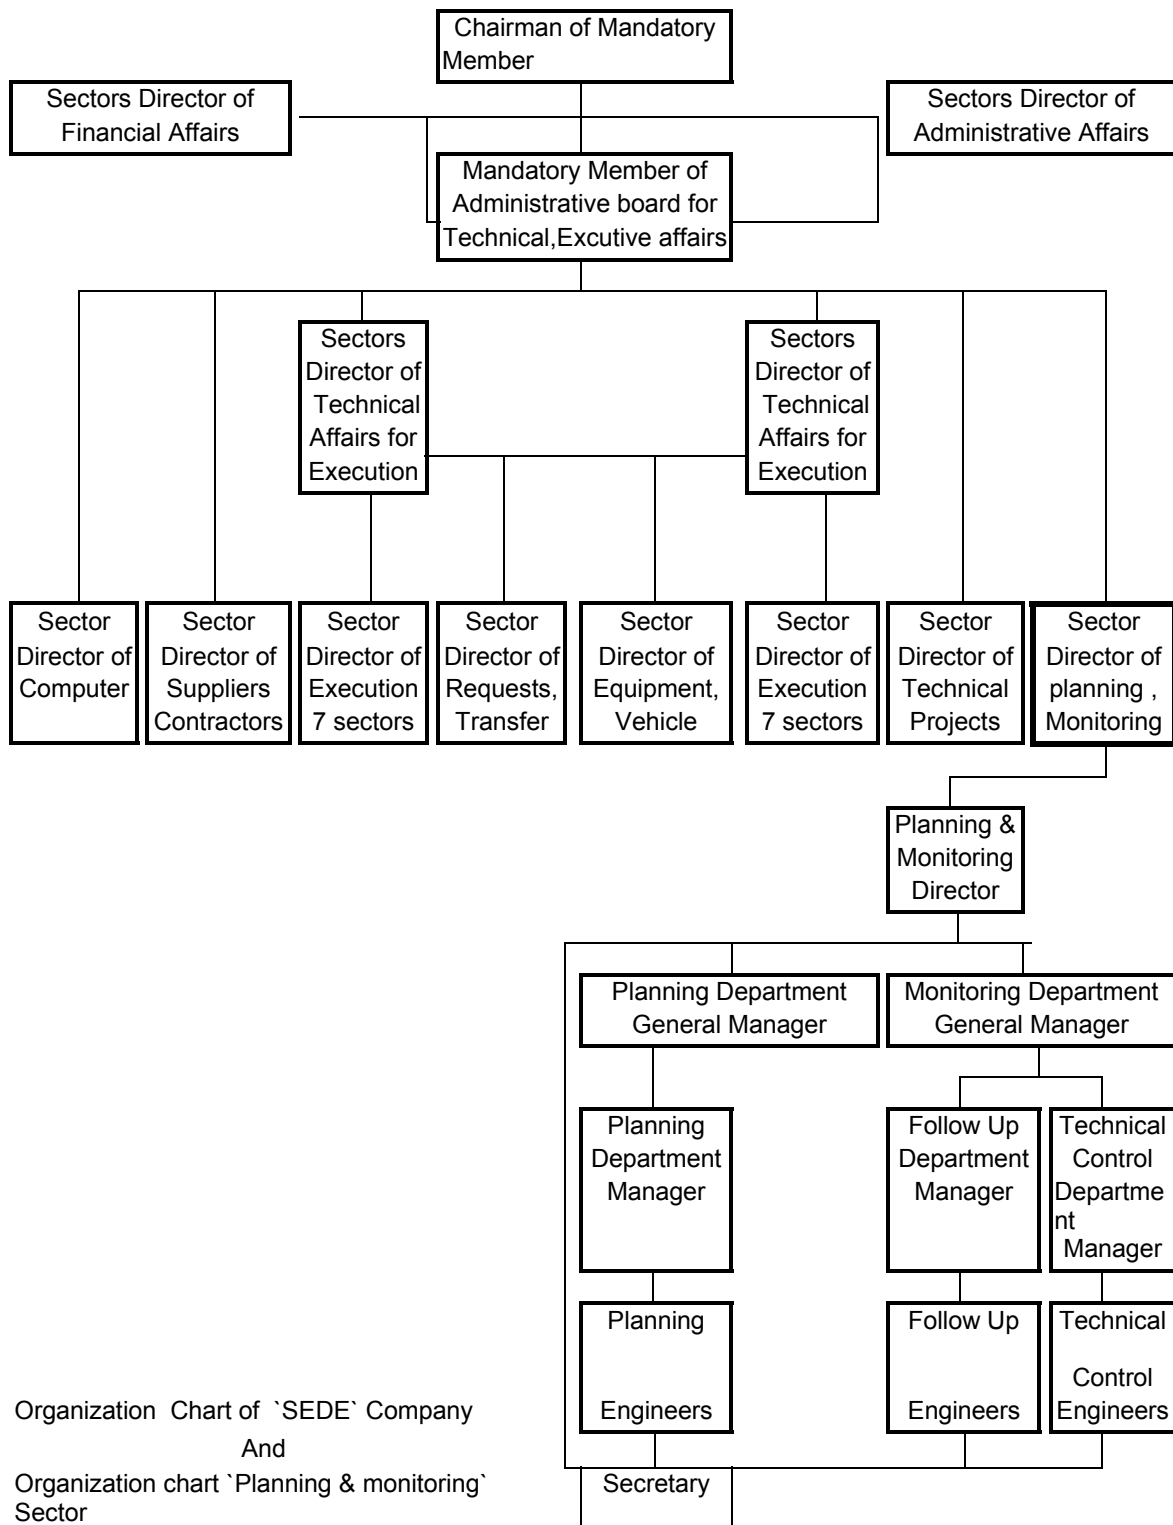 Chairman of Mandatory
Member
Sectors Director of
Financial Affairs
Sectors Director of
Administrative Affairs
Mandatory Member of
Administrative board for
Technical,Excutive affairs
Sectors
Director of
Technical
Affairs for
Execution
Sectors
Director of
Technical
Affairs for
Execution
Sector
Director of
Computer
Sector
Director of
Suppliers
Contractors
Sector
Director of
Execution
7 sectors
Sector
Director of
Requests,
Transfer
Sector
Director of
Equipment,
Vehicle
Sector
Director of
Execution
7 sectors
Sector
Director of
Technical
Projects
Sector
Director of
planning ,
Monitoring
Planning &
Monitoring
Director
Planning Department
General Manager
Monitoring Department
General Manager
Planning
Department
Manager
Follow Up
Department
Manager
Technical
Control
Departme
nt
Manager
Planning
Engineers
Follow Up
Engineers
Technical
Control
Engineers
Secretary
Organization Chart of `SEDE` Company
And
Organization chart `Planning & monitoring`
Sector